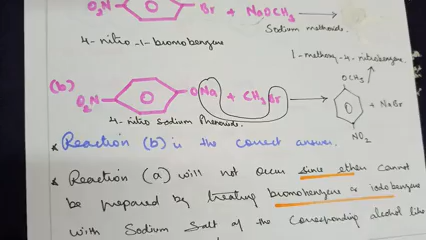 O₂N Br + NaOCH₃ →
Sodium methoxide.
4-nitro-1-bromobenzene
1-methoxy-4-nitrobenzene
(b) O₂N ONa + CH₃Br → OCH₃ + NaBr
NO₂
4-nitro sodium Phenoxide.
* Reaction (b) is the correct answer.
* Reaction (a) will not occur since ether cannot
be prepared by treating bromobenzene or iodobenzene
with Sodium Salt of the corresponding alcohol like